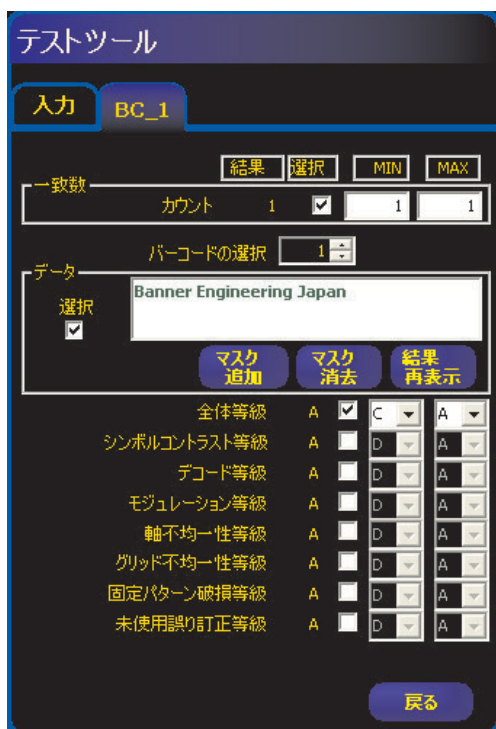 テストツール
入力 BC_1
結果 選択 MIN MAX
一致数
カウント 1 1 1
バーコードの選択 1
データ
選択
Banner Engineering Japan
マスク追加 マスク消去 結果再表示
全体等級 A C A
シンボルコントラスト等級 A D A
デコード等級 A D A
モジュレーション等級 A D A
軸不均一性等級 A D A
グリッド不均一性等級 A D A
固定パターン破損等級 A D A
未使用誤り訂正等級 A D A
戻る